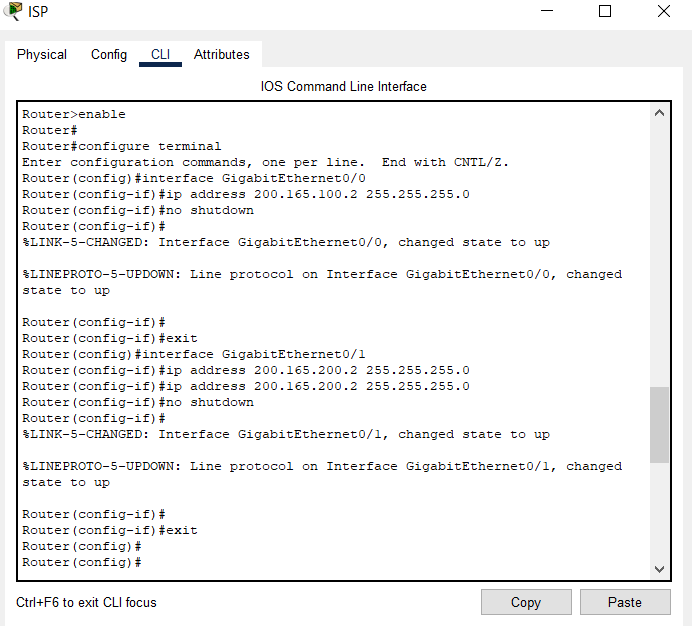 ISP
Physical Config CLI Attributes
IOS Command Line Interface
Router>enable
Router#
Router#configure terminal
Enter configuration commands, one per line.  End with CNTL/Z.
Router(config)#interface GigabitEthernet0/0
Router(config-if)#ip address 200.165.100.2 255.255.255.0
Router(config-if)#no shutdown
Router(config-if)#
%LINK-5-CHANGED: Interface GigabitEthernet0/0, changed state to up
%LINEPROTO-5-UPDOWN: Line protocol on Interface GigabitEthernet0/0, changed
state to up
Router(config-if)#
Router(config-if)#exit
Router(config)#interface GigabitEthernet0/1
Router(config-if)#ip address 200.165.200.2 255.255.255.0
Router(config-if)#ip address 200.165.200.2 255.255.255.0
Router(config-if)#no shutdown
Router(config-if)#
%LINK-5-CHANGED: Interface GigabitEthernet0/1, changed state to up
%LINEPROTO-5-UPDOWN: Line protocol on Interface GigabitEthernet0/1, changed
state to up
Router(config-if)#
Router(config-if)#exit
Router(config)#
Router(config)#
Ctrl+F6 to exit CLI focus
Copy Paste